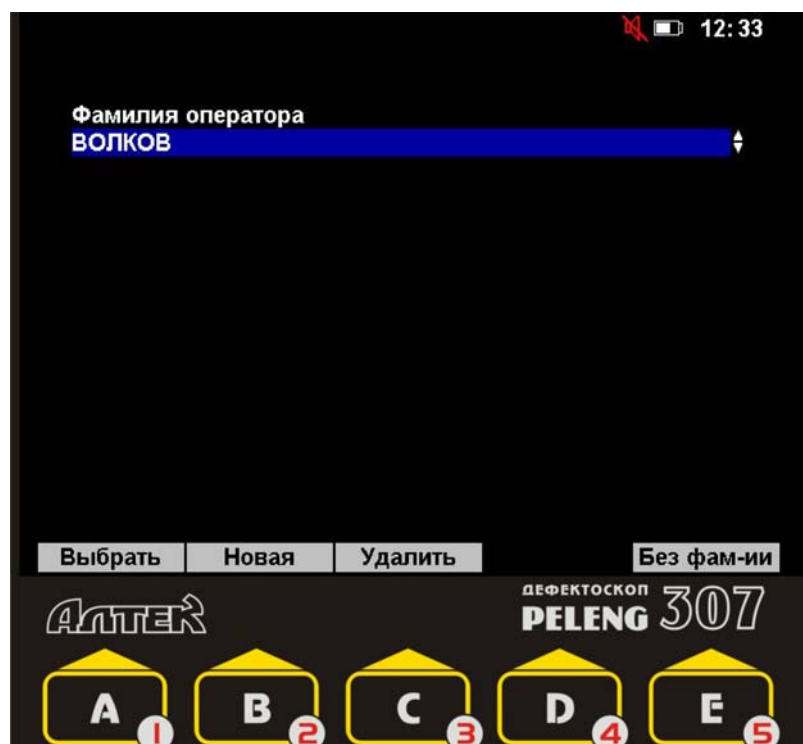 12:33
Фамилия оператора
ВОЛКОВ
Выбрать Новая Удалить Без фам-ии
АЛТЕК ДЕФЕКТОСКОП PELENG 307
A B C D E
1 2 3 4 5